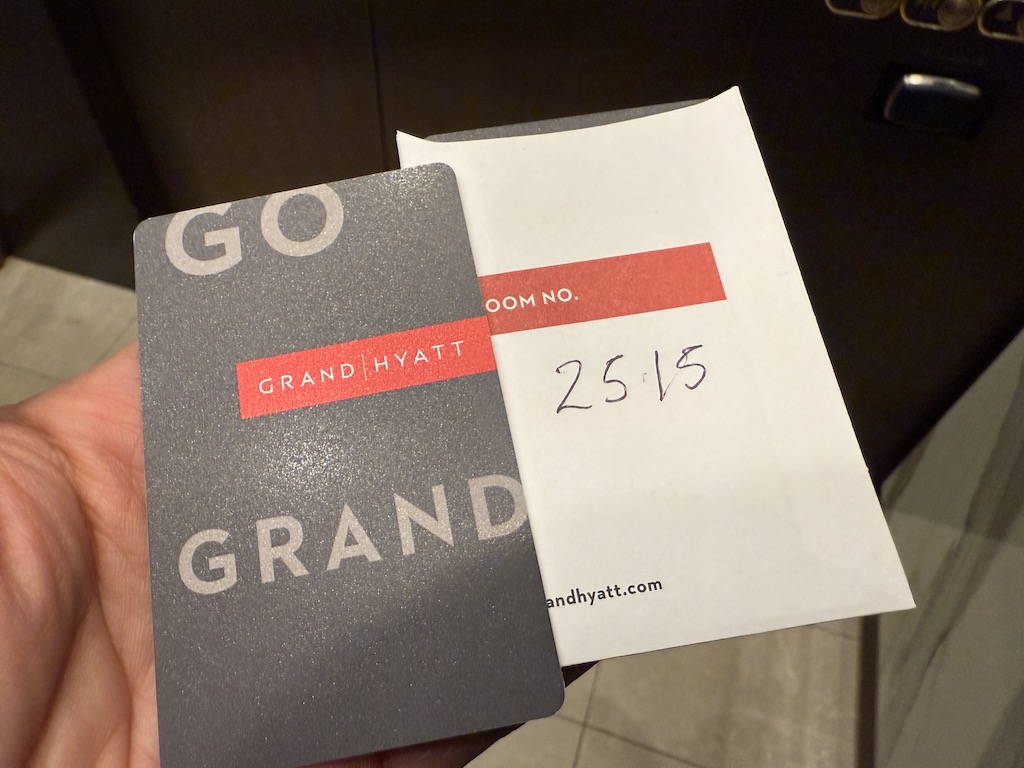 GO
GRAND|HYATT
GRAND
OOM NO.
2515
andhyatt.com